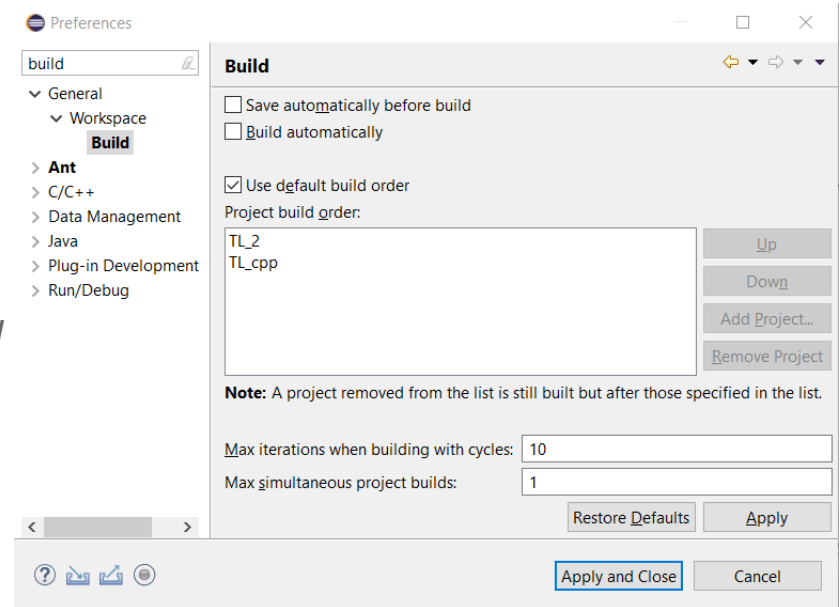 Preferences
build
Build
General
Workspace
Build
Ant
C/C++
Data Management
Java
Plug-in Development
Run/Debug
Save automatically before build
Build automatically
Use default build order
Project build order:
TL_2
TL_cpp
Up
Down
Add Project...
Remove Project
Note: A project removed from the list is still built but after those specified in the list.
Max iterations when building with cycles: 10
Max simultaneous project builds: 1
Restore Defaults Apply
Apply and Close Cancel